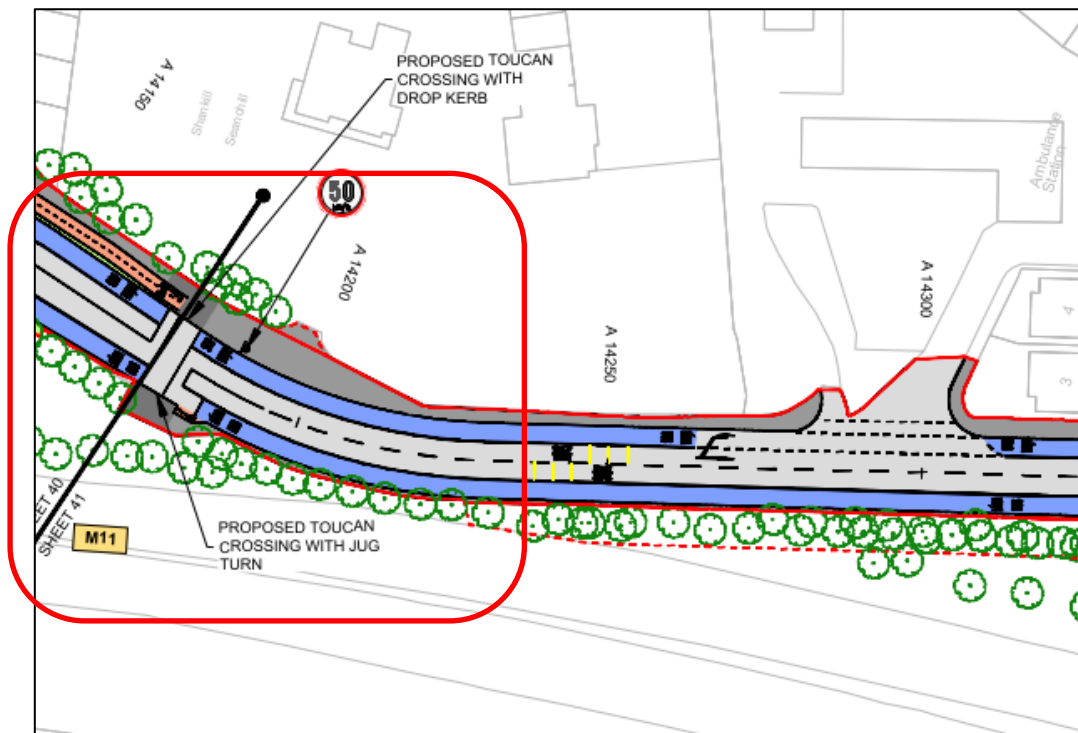 PROPOSED TOUCAN
CROSSING WITH
DROP KERB
A 14150
Shankill
Seanchill
Ambulance
Station
50
A 14200
A 14250
A 14300
4
3
EET 40
SHEET 41
M11
PROPOSED TOUCAN
CROSSING WITH JUG
TURN